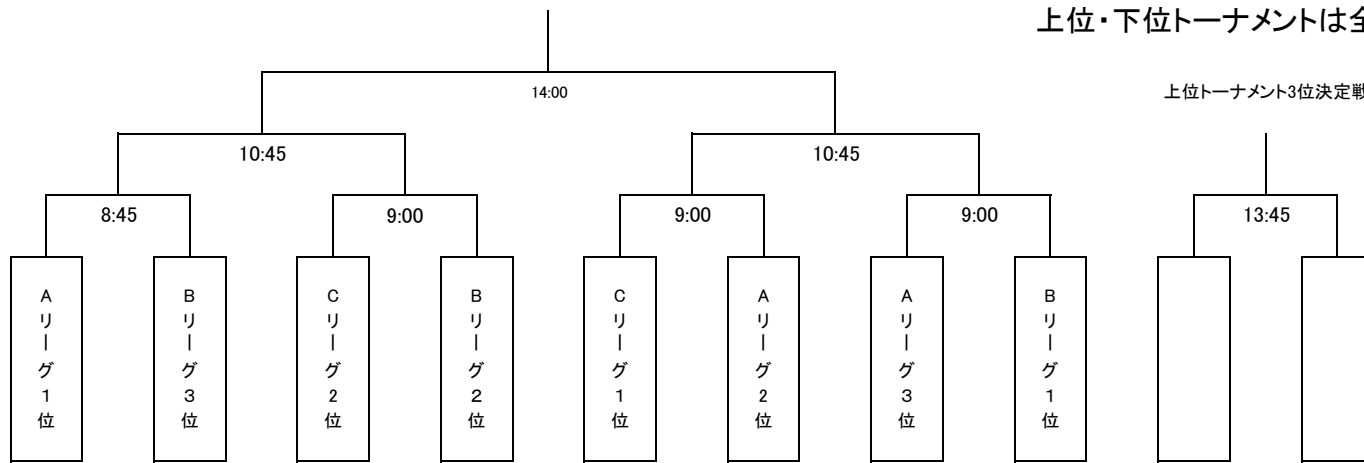 上位・下位トーナメントは全
14:00
上位トーナメント3位決定戦
10:45
10:45
8:45
9:00
9:00
9:00
13:45
Aリーグ1位
Bリーグ3位
Cリーグ2位
Bリーグ2位
Cリーグ1位
Aリーグ2位
Aリーグ3位
Bリーグ1位